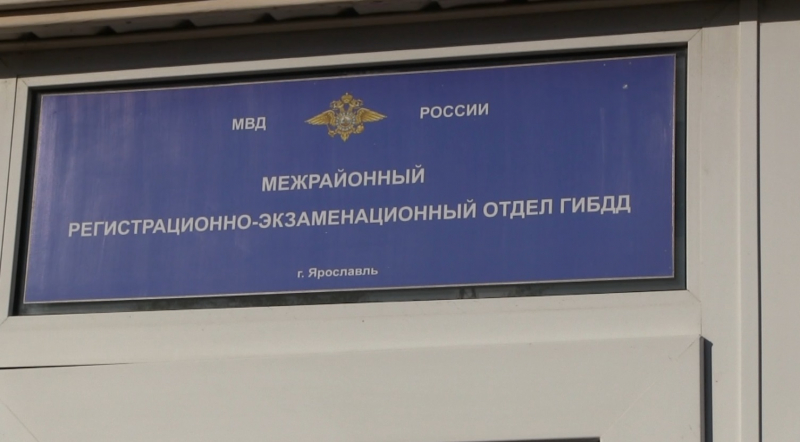 МВД РОССИИ
МЕЖРАЙОННЫЙ
РЕГИСТРАЦИОННО-ЭКЗАМЕНАЦИОННЫЙ ОТДЕЛ ГИБДД
г. Ярославль